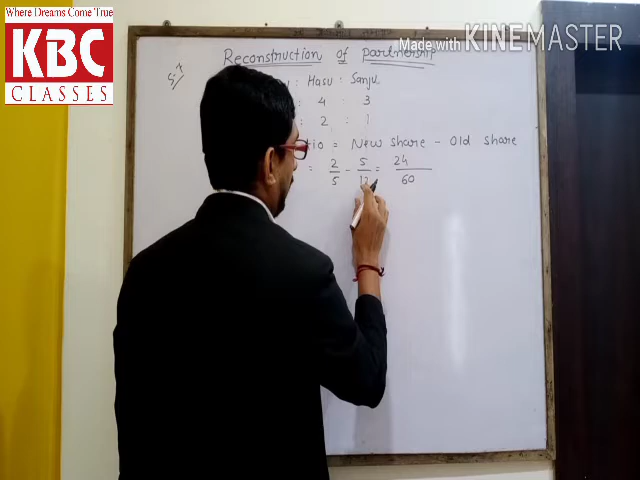 Where Dreams Come True
KBC
CLASSES
Made with KINEMASTER
Reconstruction of partnership
: Hasu : Sanju
: 4 : 3
: 2 : 1
tio = New share - Old share
= 2/5 - 5/12 = 24/60